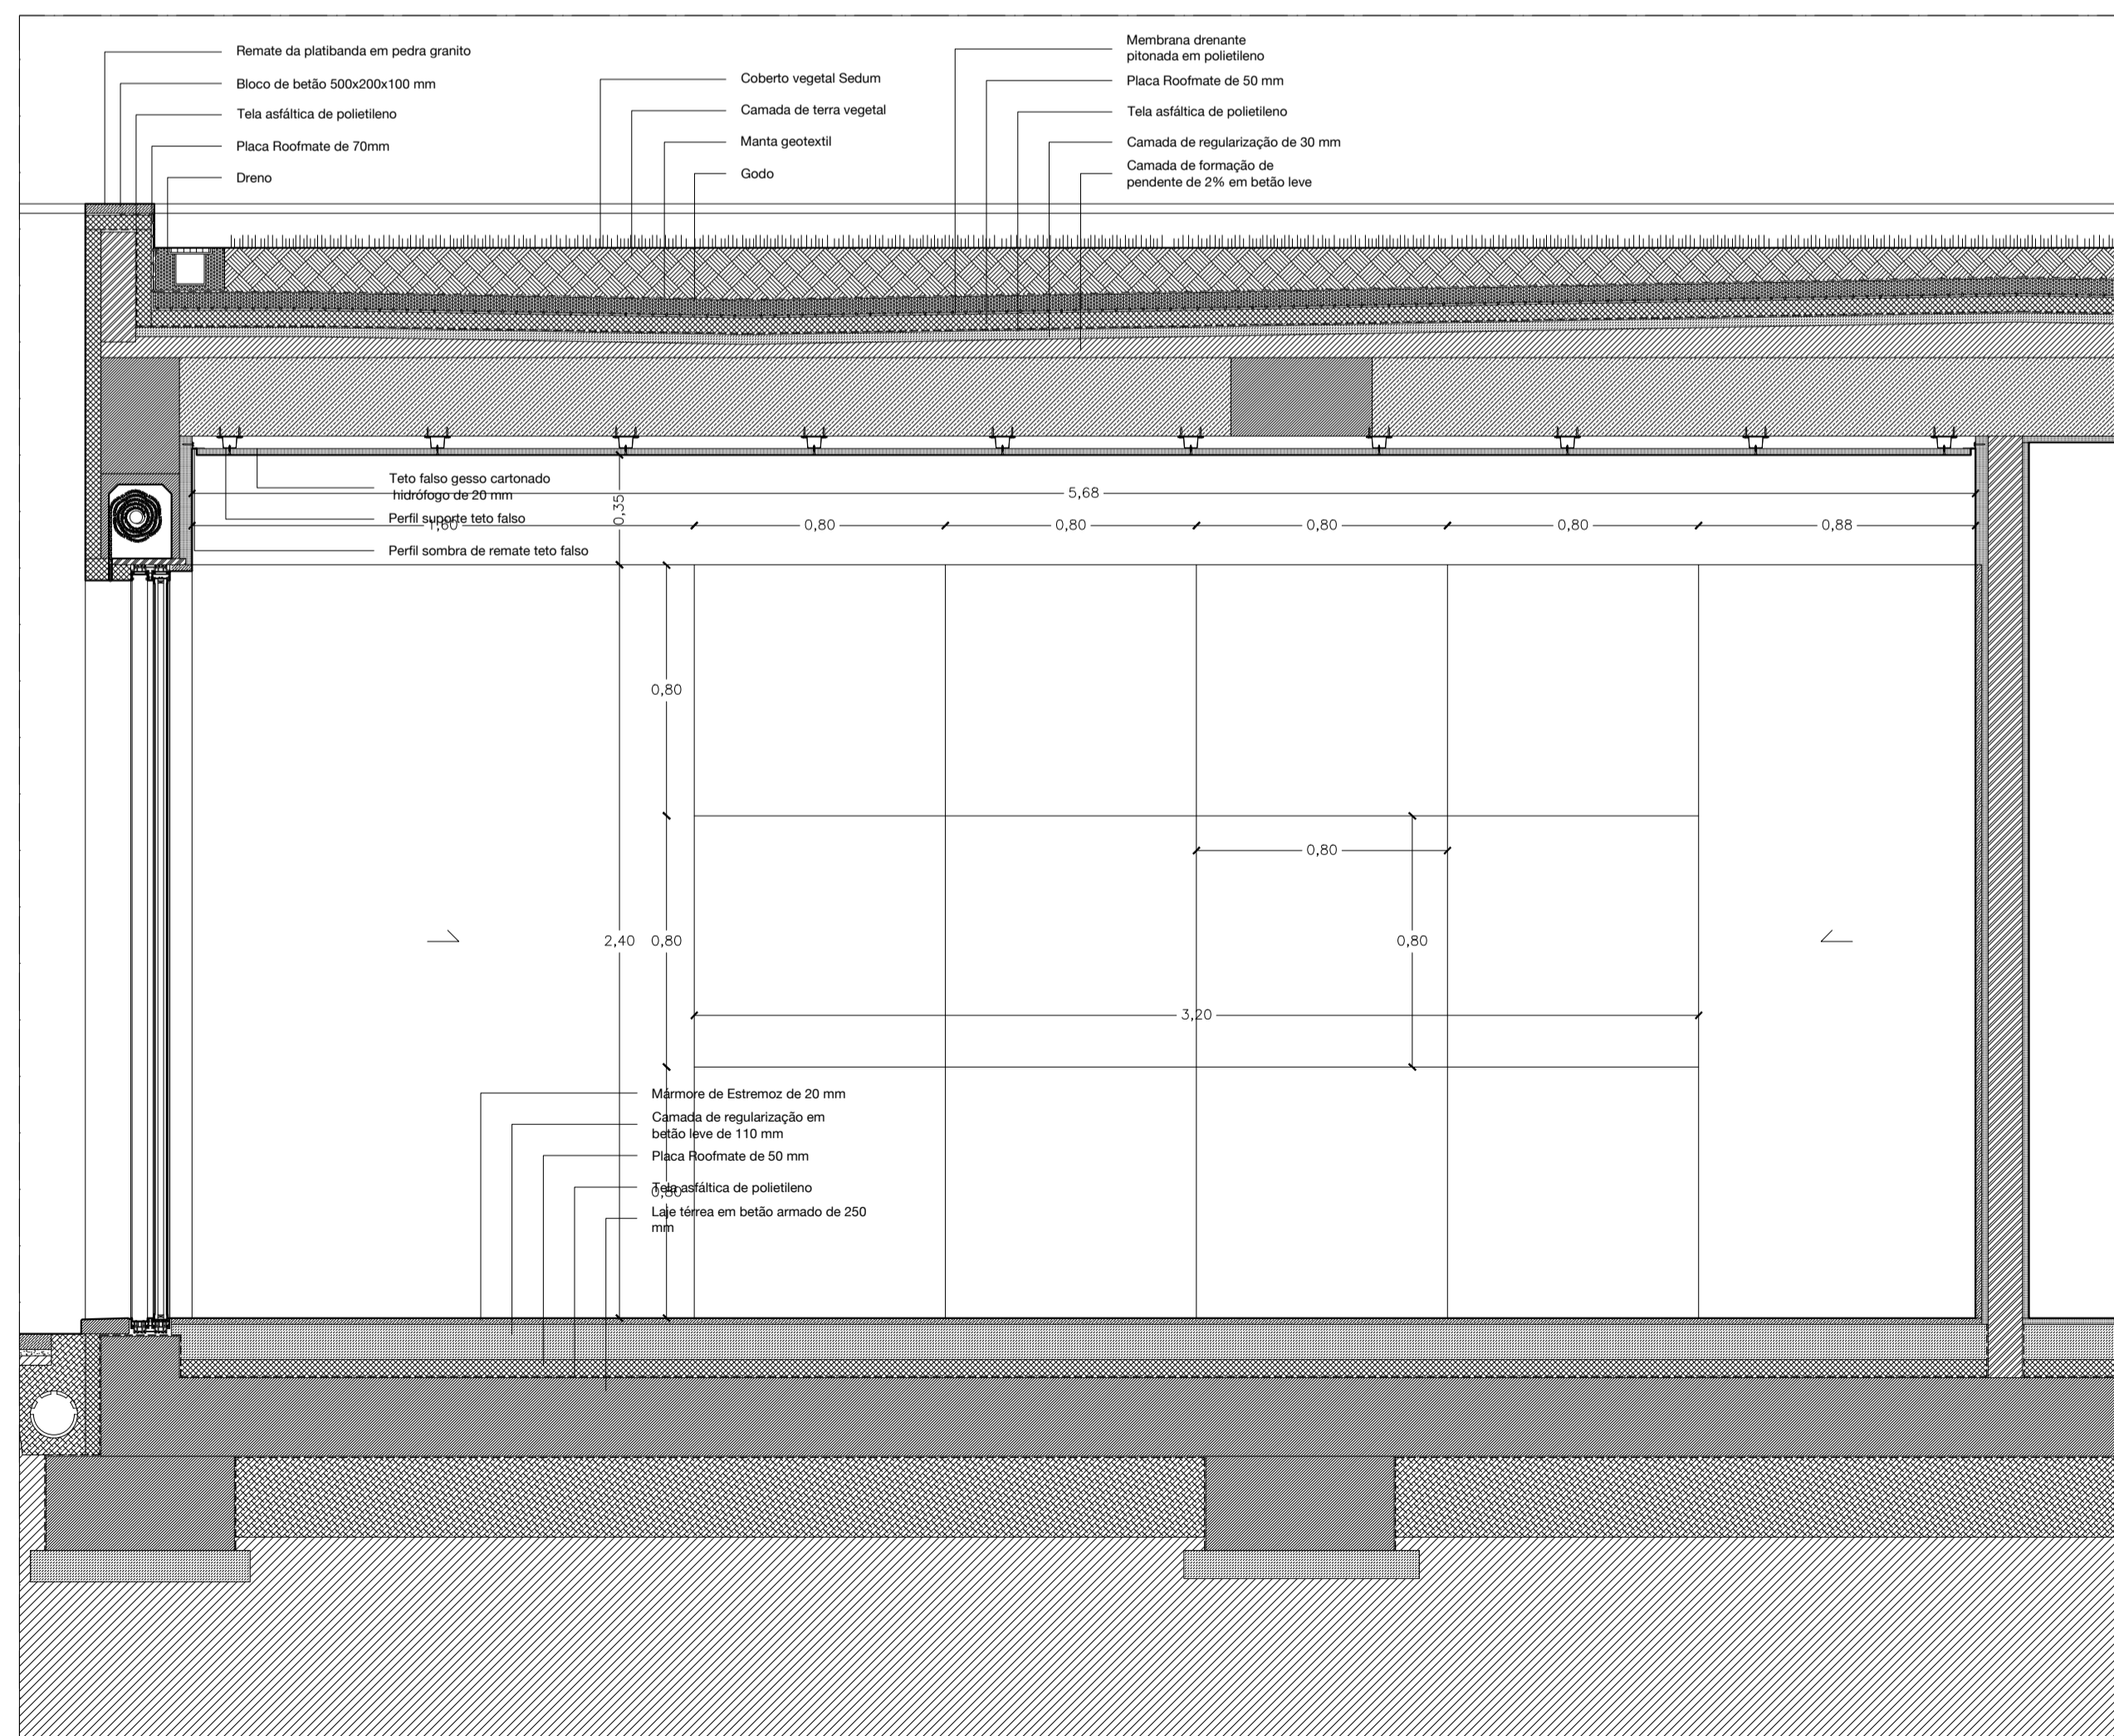 Remate da platibanda em pedra granito
Bloco de betão 500x200x100 mm
Tela asfáltica de polietileno
Placa Roofmate de 70mm
Dreno
Coberto vegetal Sedum
Camada de terra vegetal
Manta geotextil
Godo
Membrana drenante
pitonada em polietileno
Placa Roofmate de 50 mm
Tela asfáltica de polietileno
Camada de regularização de 30 mm
Camada de formação de
pendente de 2% em betão leve
Teto falso gesso cartonado
hidrófogo de 20 mm
Perfil suporte teto falso
Perfil sombra de remate teto falso
0,35
5,68
1,60
0,80
0,80
0,80
0,80
0,88
0,80
0,80
2,40
0,80
0,80
3,20
Mármore de Estremoz de 20 mm
Camada de regularização em
betão leve de 110 mm
Placa Roofmate de 50 mm
Tela asfáltica de polietileno
0,80
Laje térrea em betão armado de 250
mm